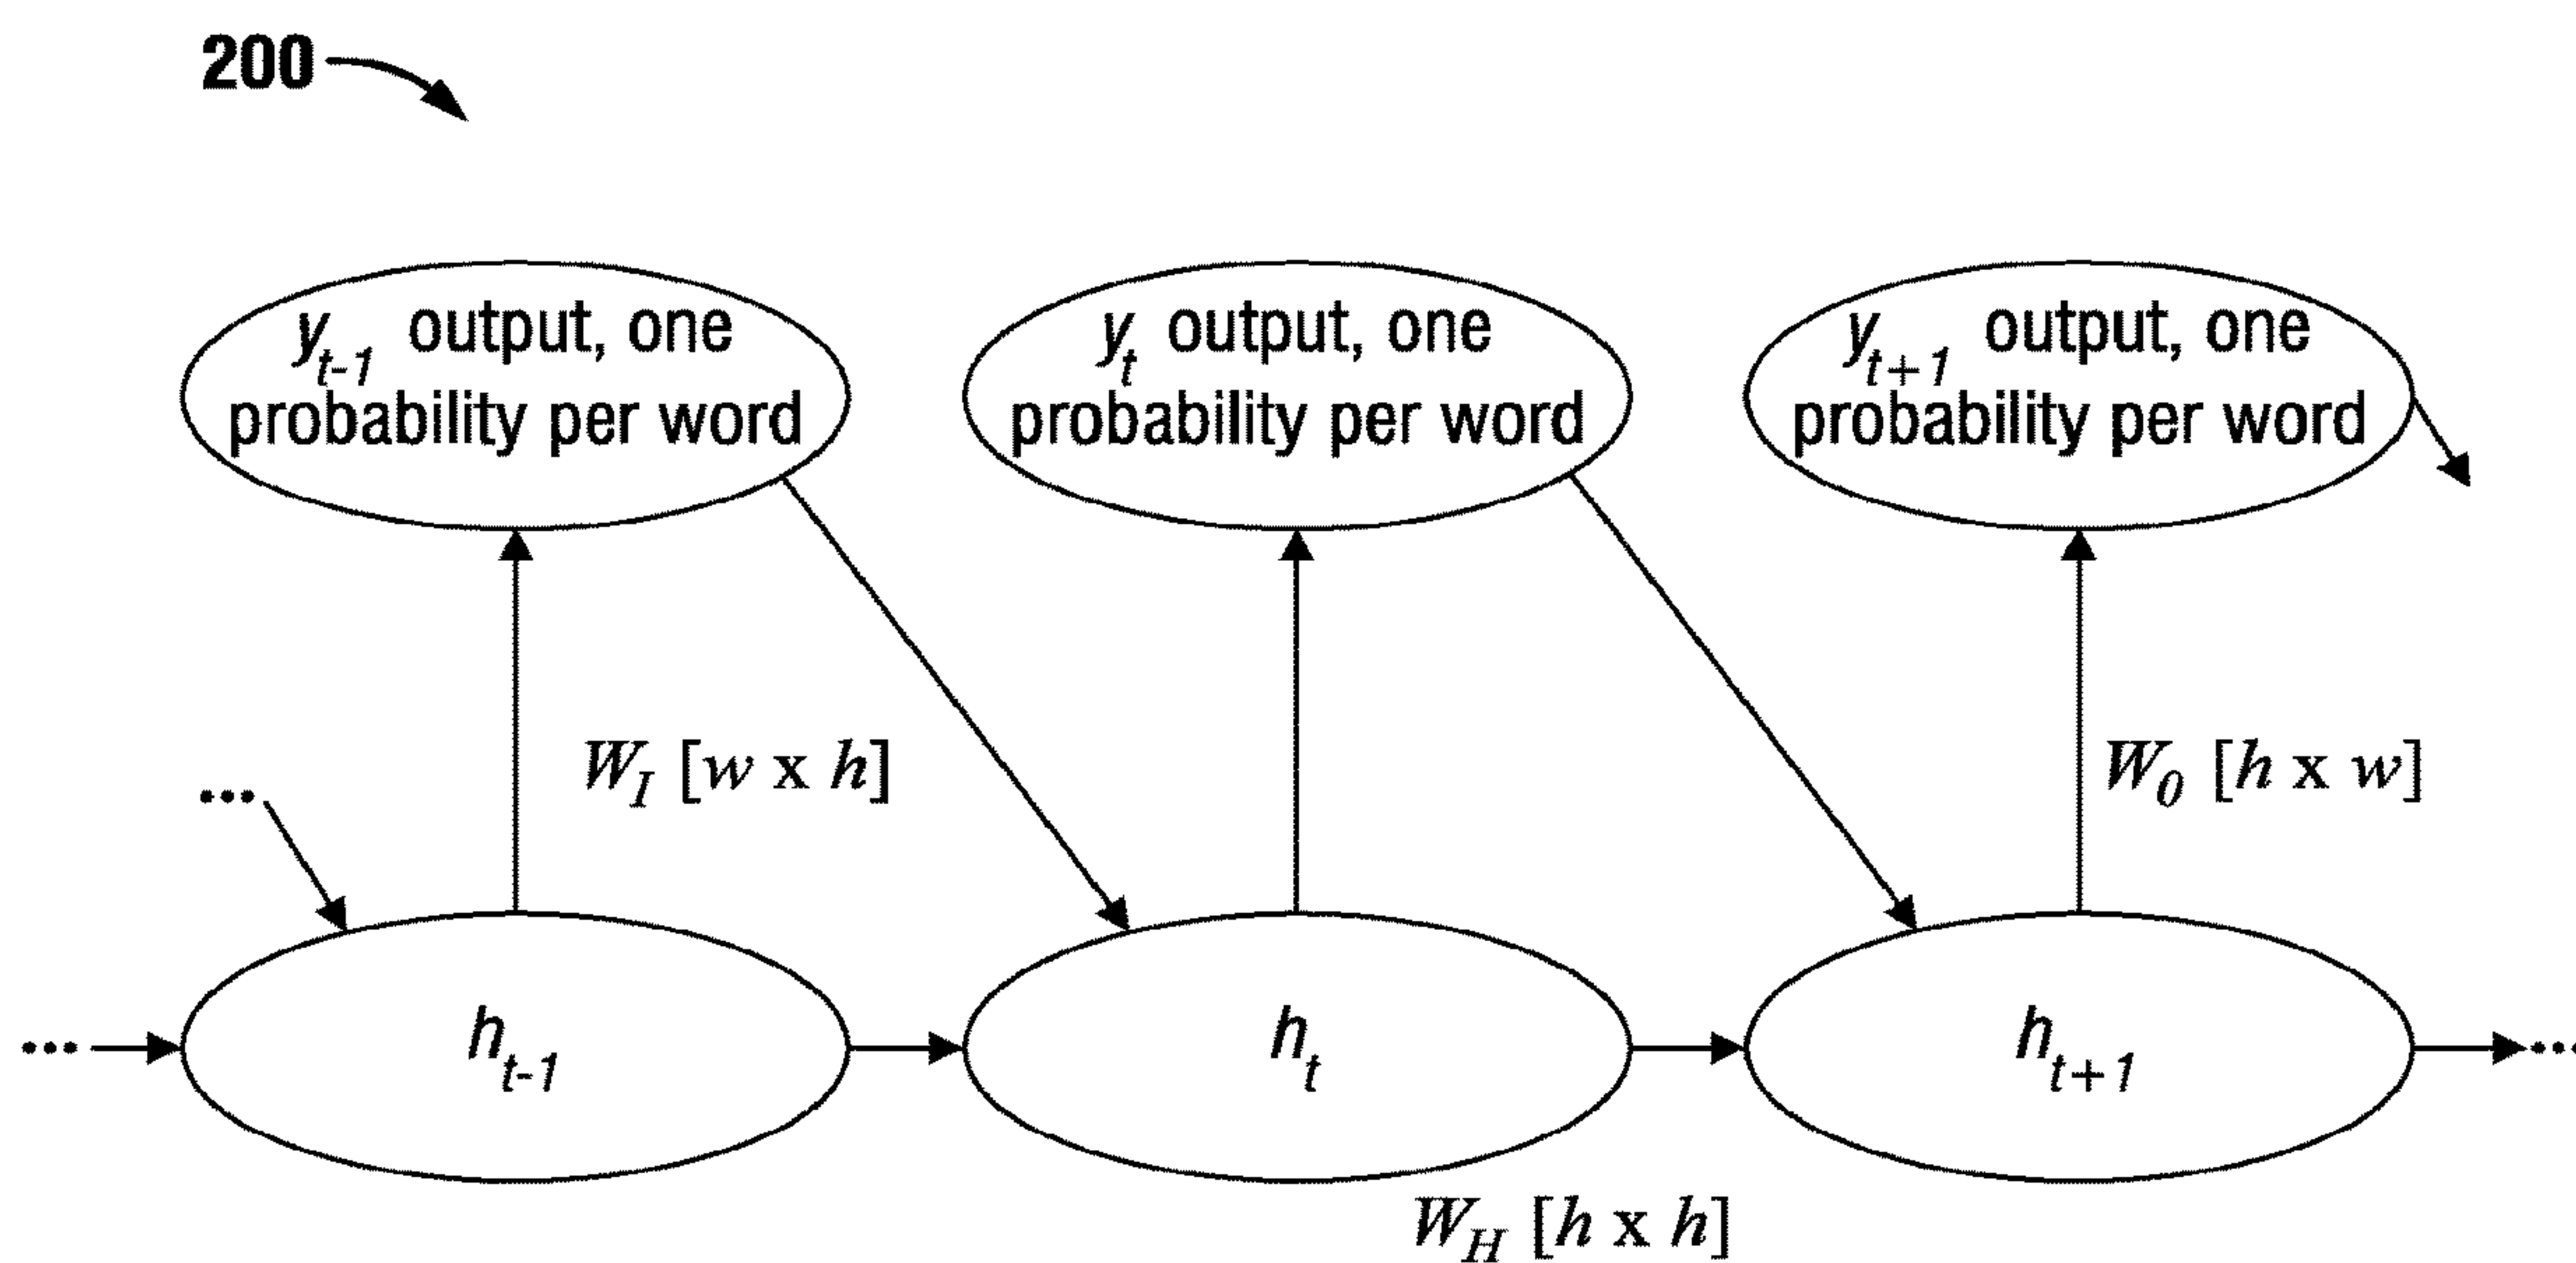 200
y_{t-1} output, one
probability per word
y_t output, one
probability per word
y_{t+1} output, one
probability per word
W_I [w x h]
W_0 [h x w]
...
... h_{t-1} h_t h_{t+1} ...
W_H [h x h]